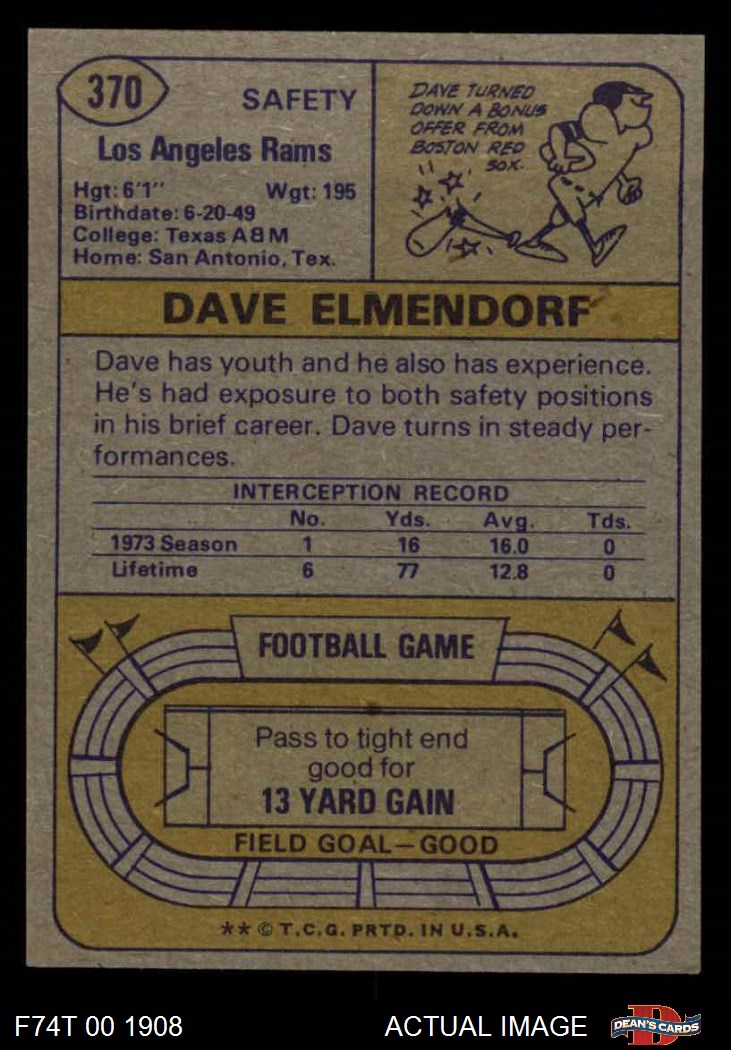 370
SAFETY
Los Angeles Rams
Hgt: 6'1" Wgt: 195
Birthdate: 6-20-49
College: Texas A&M
Home: San Antonio, Tex.
DAVE TURNED
DOWN A BONUS
OFFER FROM
BOSTON RED
SOX.
DAVE ELMENDORF
Dave has youth and he also has experience.
He's had exposure to both safety positions
in his brief career. Dave turns in steady per-
formances.
INTERCEPTION RECORD
No. Yds. Avg. Tds.
1973 Season 1 16 16.0 0
Lifetime 6 77 12.8 0
FOOTBALL GAME
Pass to tight end
good for
13 YARD GAIN
FIELD GOAL—GOOD
** © T.C.G. PRTD. IN U.S.A.
F74T 00 1908 ACTUAL IMAGE
D
DEAN'S CARDS